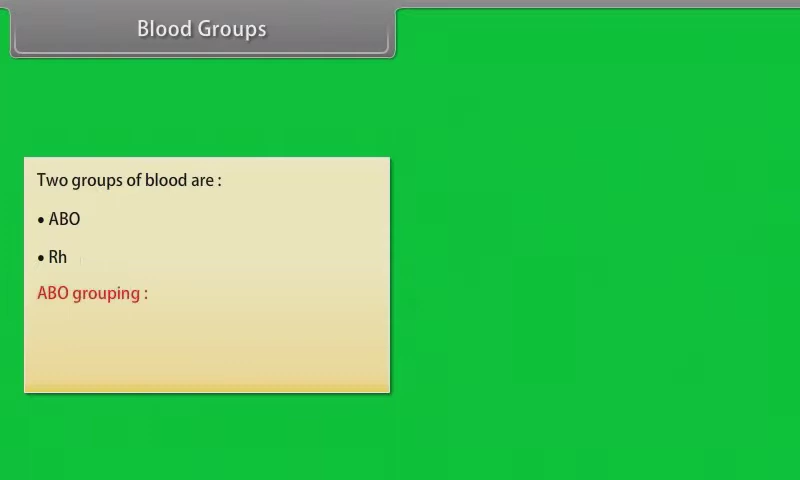 Blood Groups
Two groups of blood are :
• ABO
• Rh
ABO grouping :